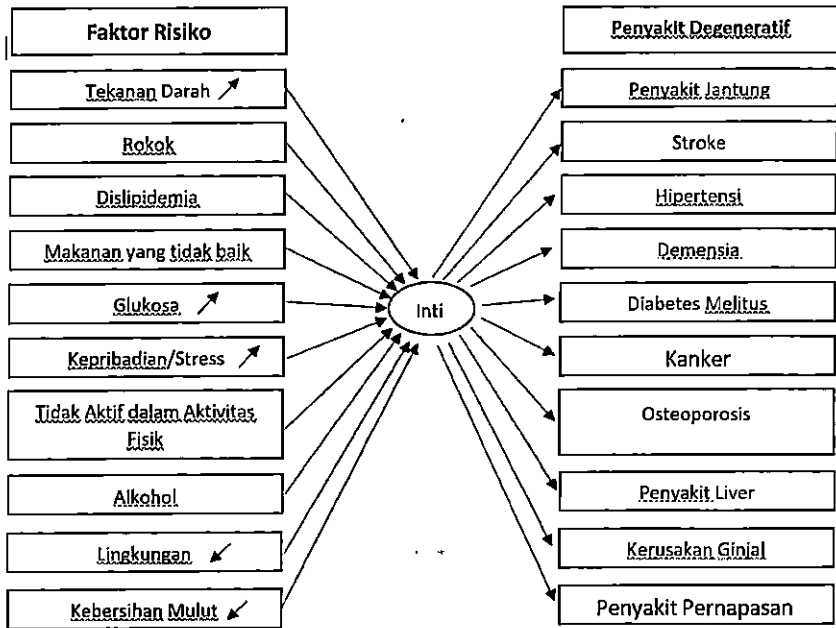 Faktor Risiko
Tekanan Darah ↗
Rokok
Dislipidemia
Makanan yang tidak baik
Glukosa ↗
Kepribadian/Stress ↗
Tidak Aktif dalam Aktivitas
Fisik
Alkohol
Lingkungan ↙
Kebersihan Mulut ↙
Inti
Penyakit Degeneratif
Penyakit Jantung
Stroke
Hipertensi
Demensia
Diabetes Melitus
Kanker
Osteoporosis
Penyakit Liver
Kerusakan Ginjal
Penyakit Pernapasan